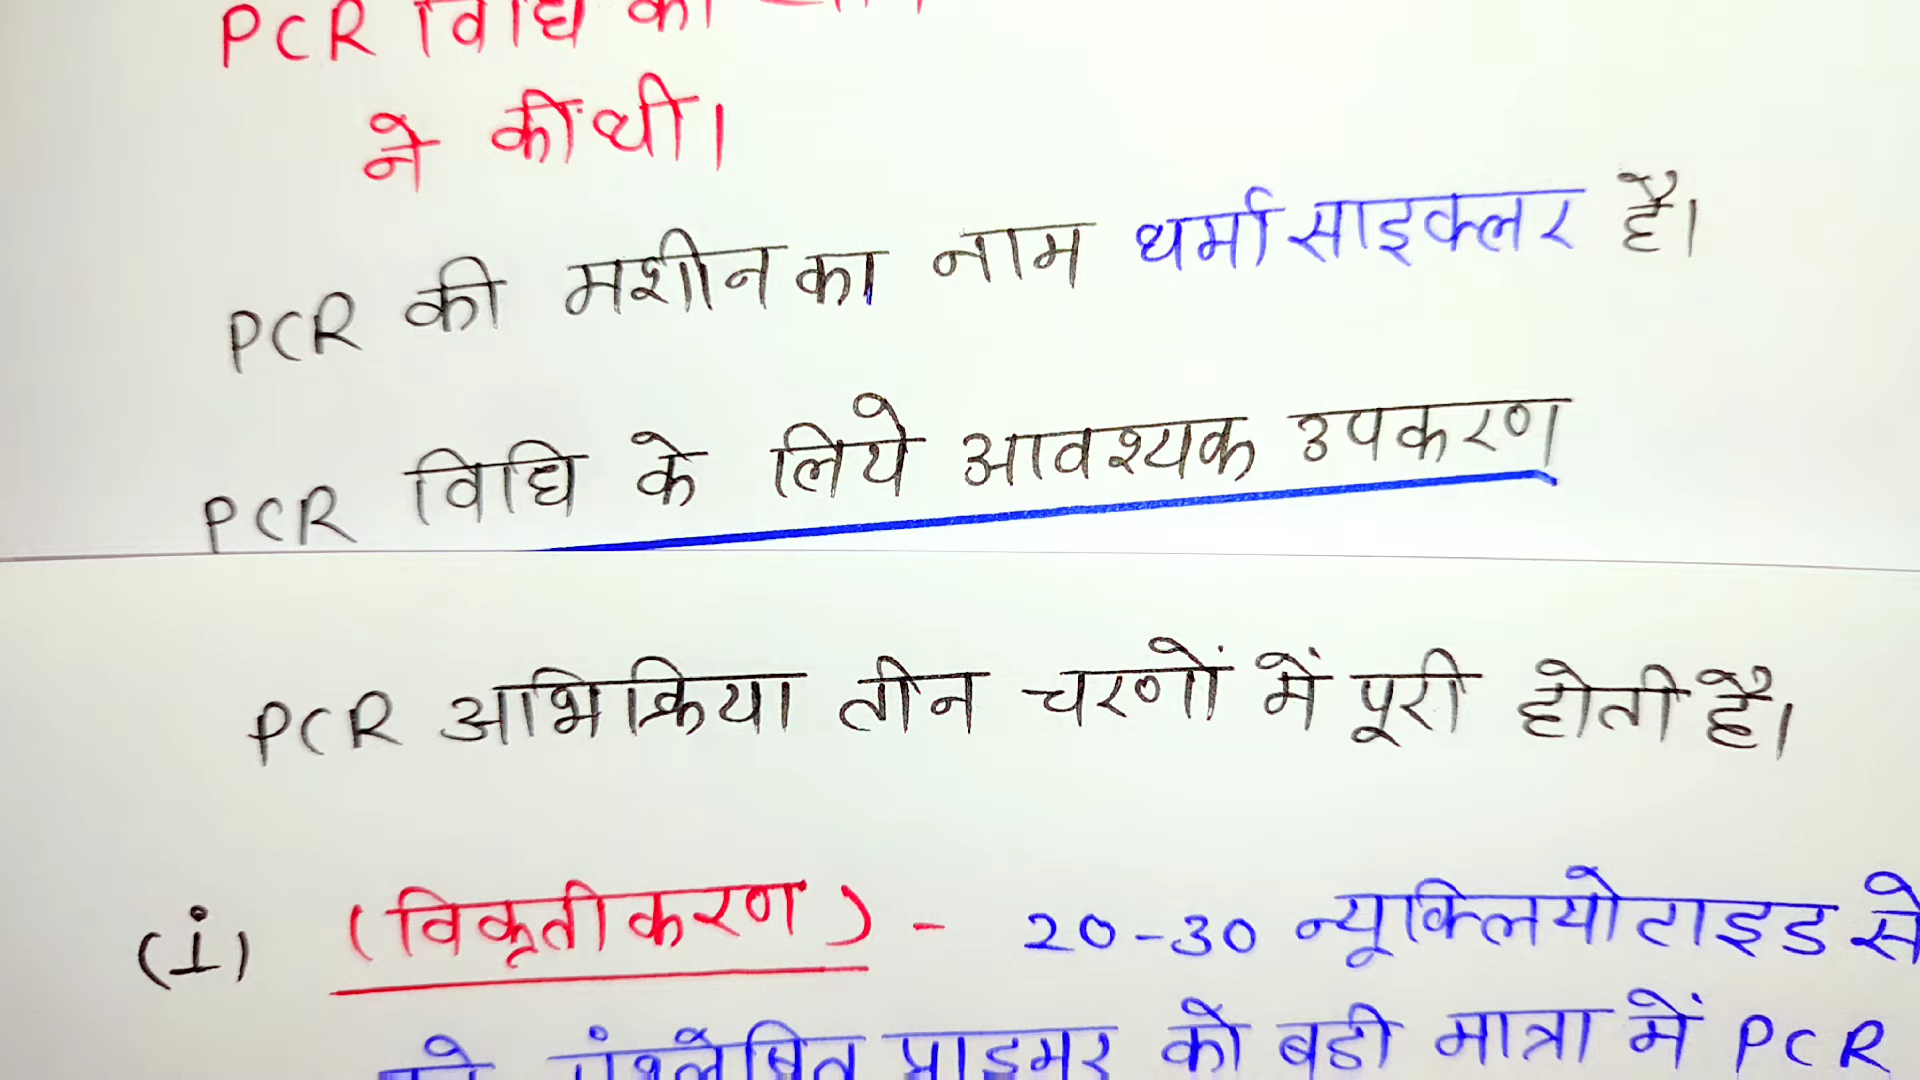 PCR विधि की
ने कीं थी।
PCR की मशीन का नाम थर्मा साइक्लर है।
PCR विधि के लिये आवश्यक उपकरण
PCR अभिक्रिया तीन चरणों में पूरी होती है।
(i) (विकृतीकरण) - 20-30 न्यूक्लियोटाइड से
संश्लेषित प्राइमर को बडी मात्रा में PCR